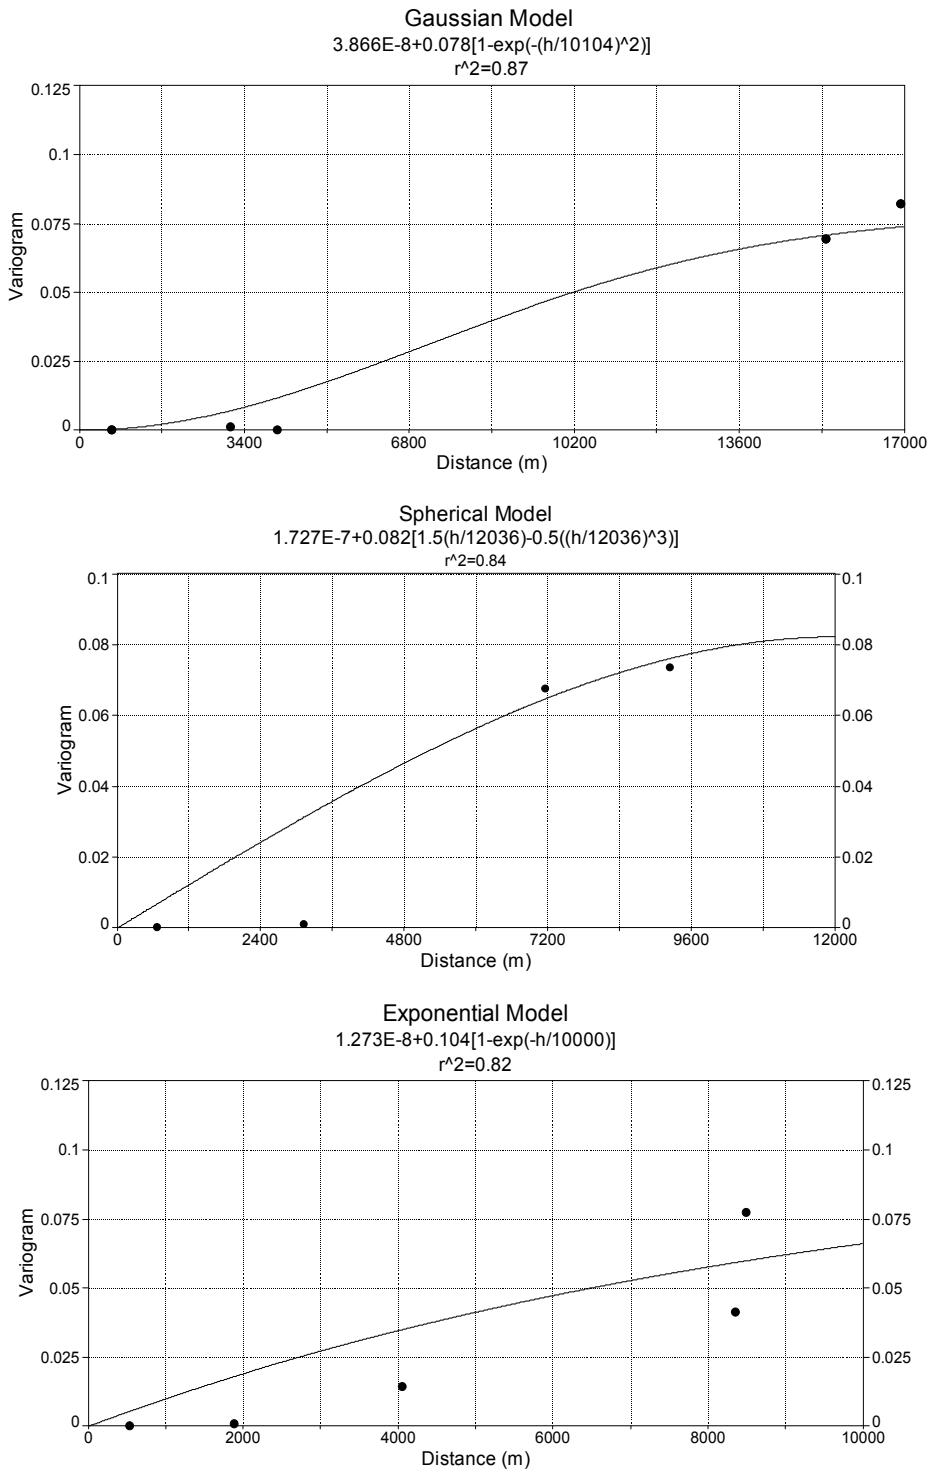 Gaussian Model
3.866E-8+0.078[1-exp(-(h/10104)^2)]
r^2=0.87
0.125
0.1
0.075
0.05
0.025
0
Variogram
0 3400 6800 10200 13600 17000
Distance (m)
Spherical Model
1.727E-7+0.082[1.5(h/12036)-0.5((h/12036)^3)]
r^2=0.84
0.1 0.1
0.08 0.08
0.06 0.06
0.04 0.04
0.02 0.02
0 0
Variogram
0 2400 4800 7200 9600 12000
Distance (m)
Exponential Model
1.273E-8+0.104[1-exp(-h/10000)]
r^2=0.82
0.125 0.125
0.1 0.1
0.075 0.075
0.05 0.05
0.025 0.025
0 0
Variogram
0 2000 4000 6000 8000 10000
Distance (m)